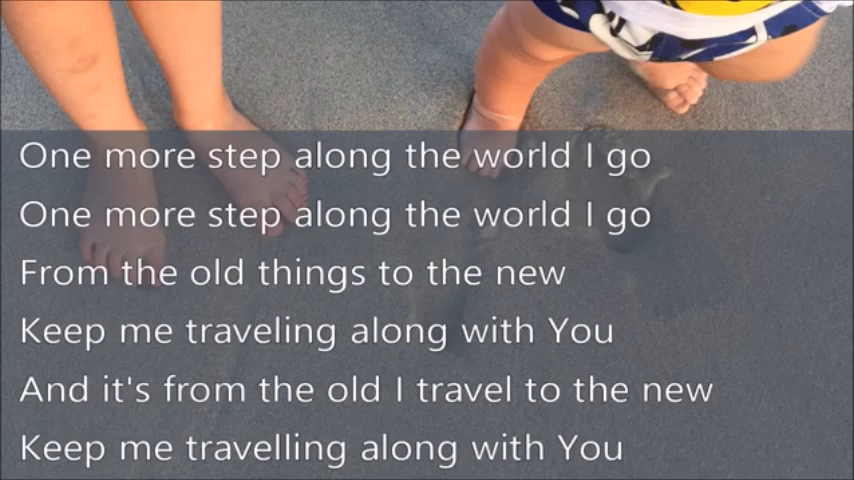 One more step along the world I go
One more step along the world I go
From the old things to the new
Keep me traveling along with You
And it's from the old I travel to the new
Keep me travelling along with You